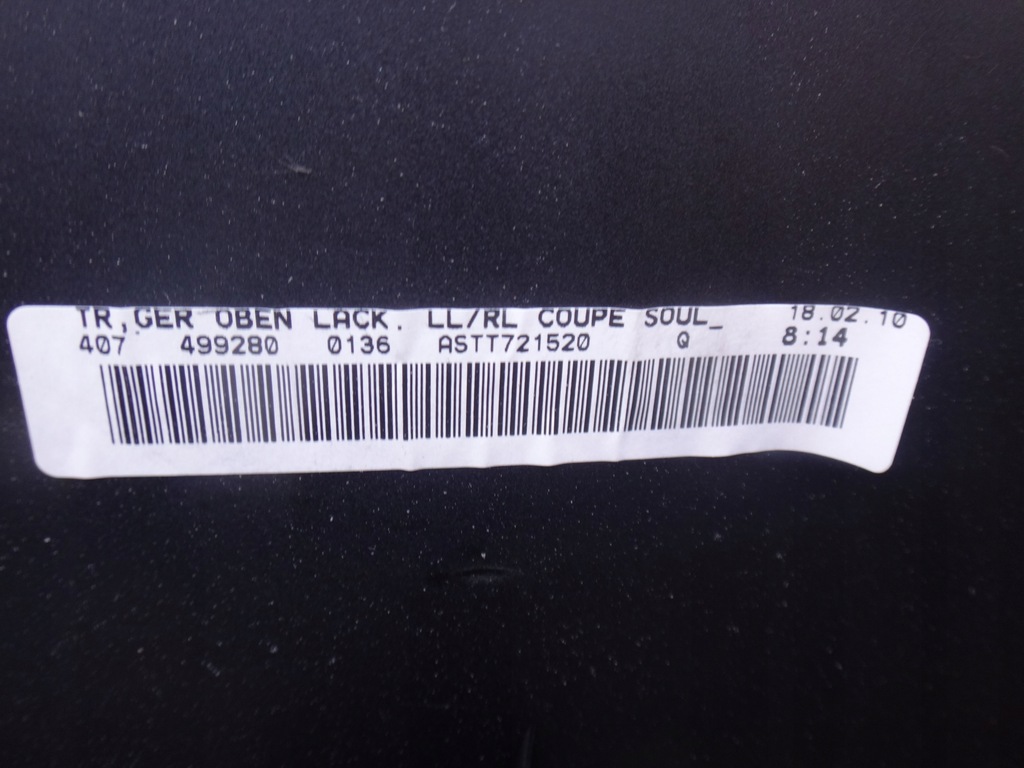 TR,GER OBEN LACK. LL/RL COUPE SOUL_ 18.02.10
407 499280 0136 ASTT721520 Q 8:14